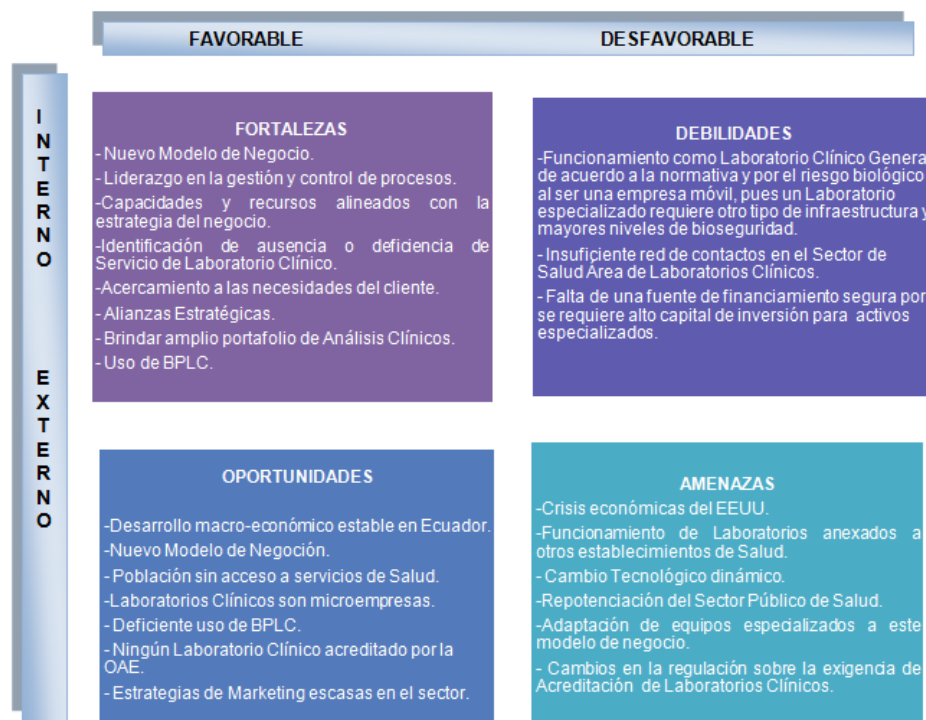 FAVORABLE
DESFAVORABLE
INTERNO
EXTERNO
FORTALEZAS
- Nuevo Modelo de Negocio.
- Liderazgo en la gestión y control de procesos.
-Capacidades y recursos alineados con la
estrategia del negocio.
-Identificación de ausencia o deficiencia de
Servicio de Laboratorio Clínico.
-Acercamiento a las necesidades del cliente.
- Alianzas Estratégicas.
- Brindar amplio portafolio de Análisis Clínicos.
- Uso de BPLC.
DEBILIDADES
-Funcionamiento como Laboratorio Clínico Genera
de acuerdo a la normativa y por el riesgo biológico
al ser una empresa móvil, pues un Laboratorio
especializado requiere otro tipo de infraestructura y
mayores niveles de bioseguridad.
- Insuficiente red de contactos en el Sector de
Salud Área de Laboratorios Clínicos.
- Falta de una fuente de financiamiento segura por
se requiere alto capital de inversión para activos
especializados.
OPORTUNIDADES
-Desarrollo macro-económico estable en Ecuador.
-Nuevo Modelo de Negoción.
- Población sin acceso a servicios de Salud.
-Laboratorios Clínicos son microempresas.
- Deficiente uso de BPLC.
- Ningún Laboratorio Clínico acreditado por la
OAE.
- Estrategias de Marketing escasas en el sector.
AMENAZAS
-Crisis económicas del EEUU.
-Funcionamiento de Laboratorios anexados a
otros establecimientos de Salud.
- Cambio Tecnológico dinámico.
-Repotenciación del Sector Público de Salud.
-Adaptación de equipos especializados a este
modelo de negocio.
- Cambios en la regulación sobre la exigencia de
Acreditación de Laboratorios Clínicos.